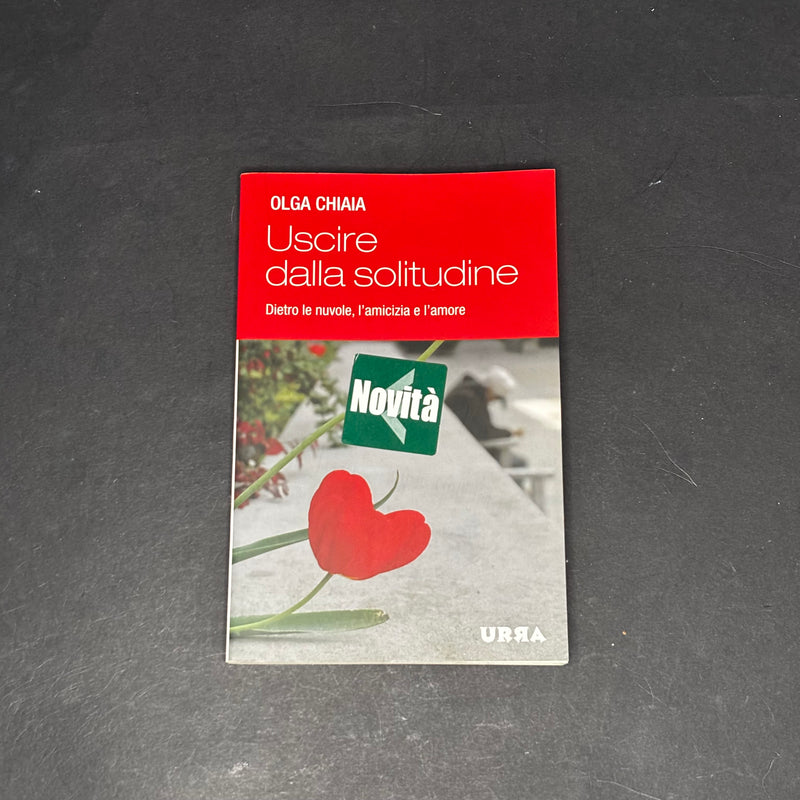 OLGA CHIAIA
Uscire
dalla solitudine
Dietro le nuvole, l'amicizia e l'amore
Novità
URRA